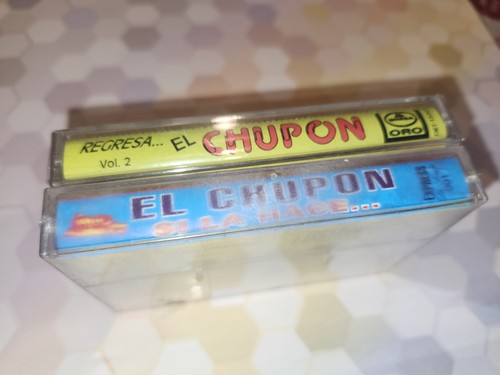 REGRESA... EL CHUPON
Vol. 2
ORO
EL CHUPON
SI LA HACE...